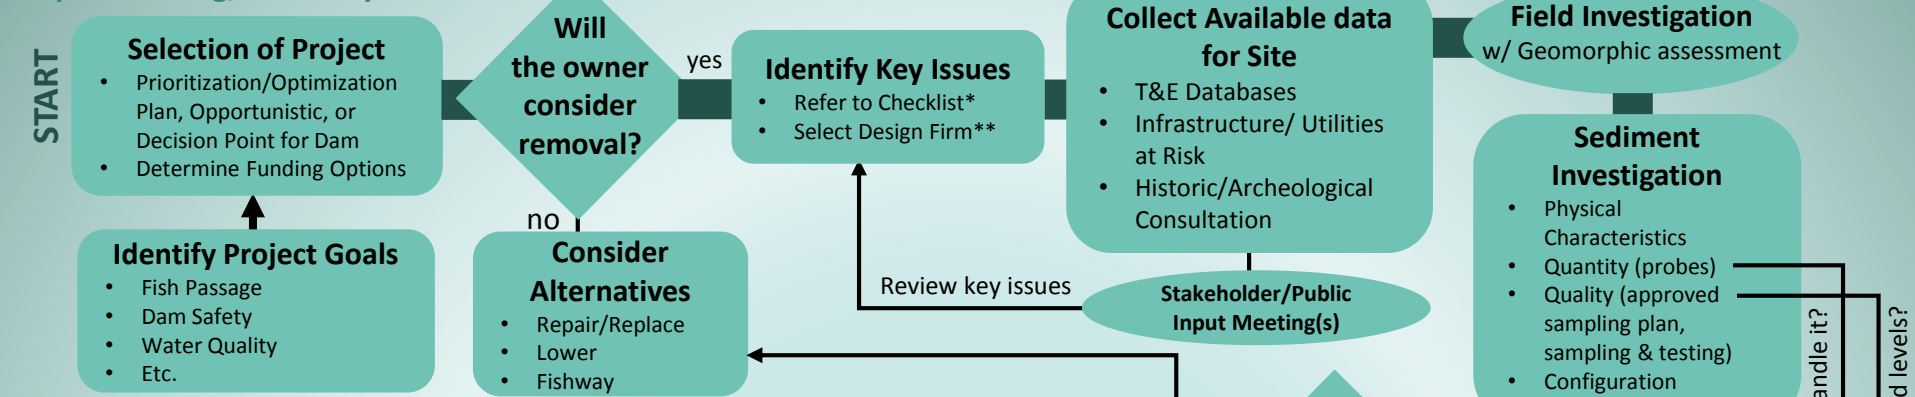 START
Selection of Project
• Prioritization/Optimization
Plan, Opportunistic, or
Decision Point for Dam
• Determine Funding Options
Identify Project Goals
• Fish Passage
• Dam Safety
• Water Quality
• Etc.
Will
the owner
consider
removal?
yes
no
Consider
Alternatives
• Repair/Replace
• Lower
• Fishway
Identify Key Issues
• Refer to Checklist*
• Select Design Firm**
Review key issues
Collect Available data
for Site
• T&E Databases
• Infrastructure/ Utilities
at Risk
• Historic/Archeological
Consultation
Stakeholder/Public
Input Meeting(s)
Field Investigation
w/ Geomorphic assessment
Sediment
Investigation
• Physical
Characteristics
• Quantity (probes)
• Quality (approved
sampling plan,
sampling & testing)
• Configuration
it?
levels?